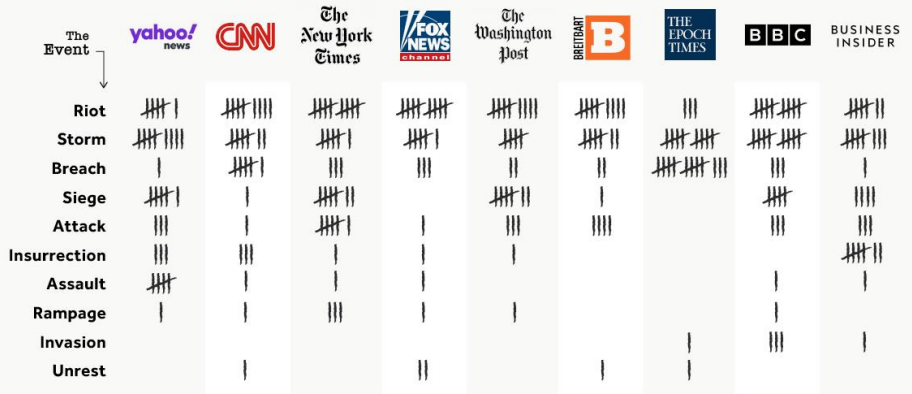 The
Event
yahoo!
news
CNN
The
New York
Times
FOX
NEWS
channel
The
Washington
Post
BREITBART
B
THE
EPOCH
TIMES
BBC
BUSINESS
INSIDER
Riot
Storm
Breach
Siege
Attack
Insurrection
Assault
Rampage
Invasion
Unrest